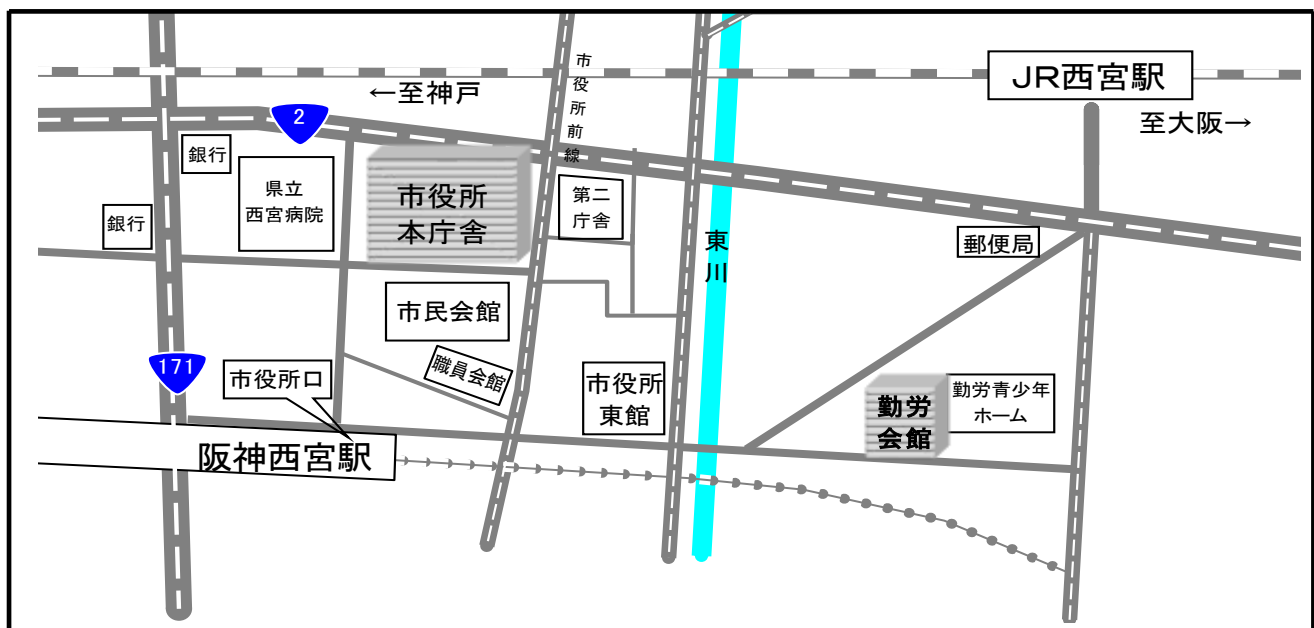 市役所前線
JR西宮駅
←至神戸
至大阪→
2
銀行
県立
西宮病院
市役所
本庁舎
第二
庁舎
銀行
東川
郵便局
市民会館
171
市役所口
職員会館
市役所
東館
勤労
会館
勤労青少年
ホーム
阪神西宮駅